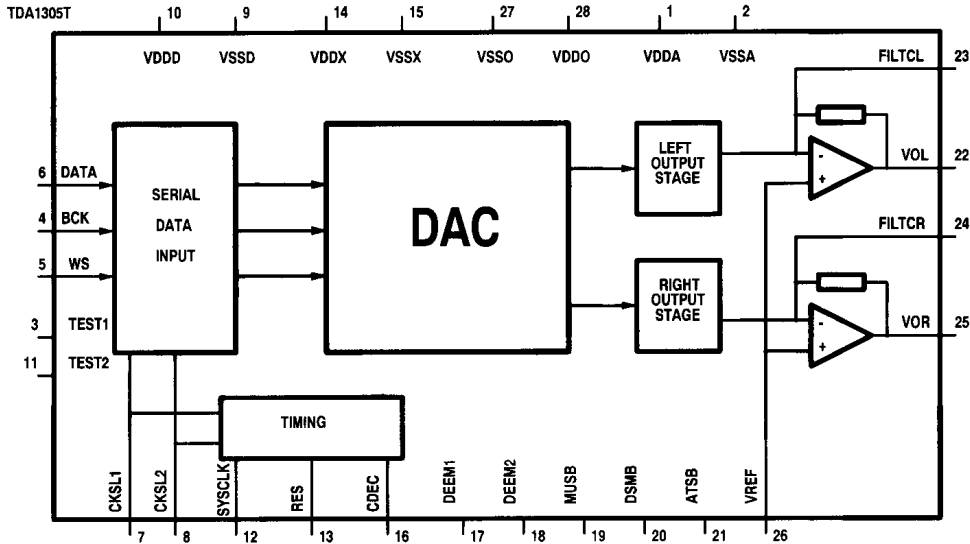 TDA1305T
10 9 14 15 27 28 1 2
VDDD VSSD VDDX VSSX VSSO VDDO VDDA VSSA FILTCL 23
6 DATA
4 BCK
5 WS
3 TEST1
11 TEST2
SERIAL
DATA
INPUT
DAC
LEFT
OUTPUT
STAGE
RIGHT
OUTPUT
STAGE
-
+
VOL 22
FILTCR 24
-
+
VOR 25
TIMING
CKSL1 CKSL2 SYSCLK RES CDEC DEEM1 DEEM2 MUSB DSMB ATSB VREF
7 8 12 13 16 17 18 19 20 21 26